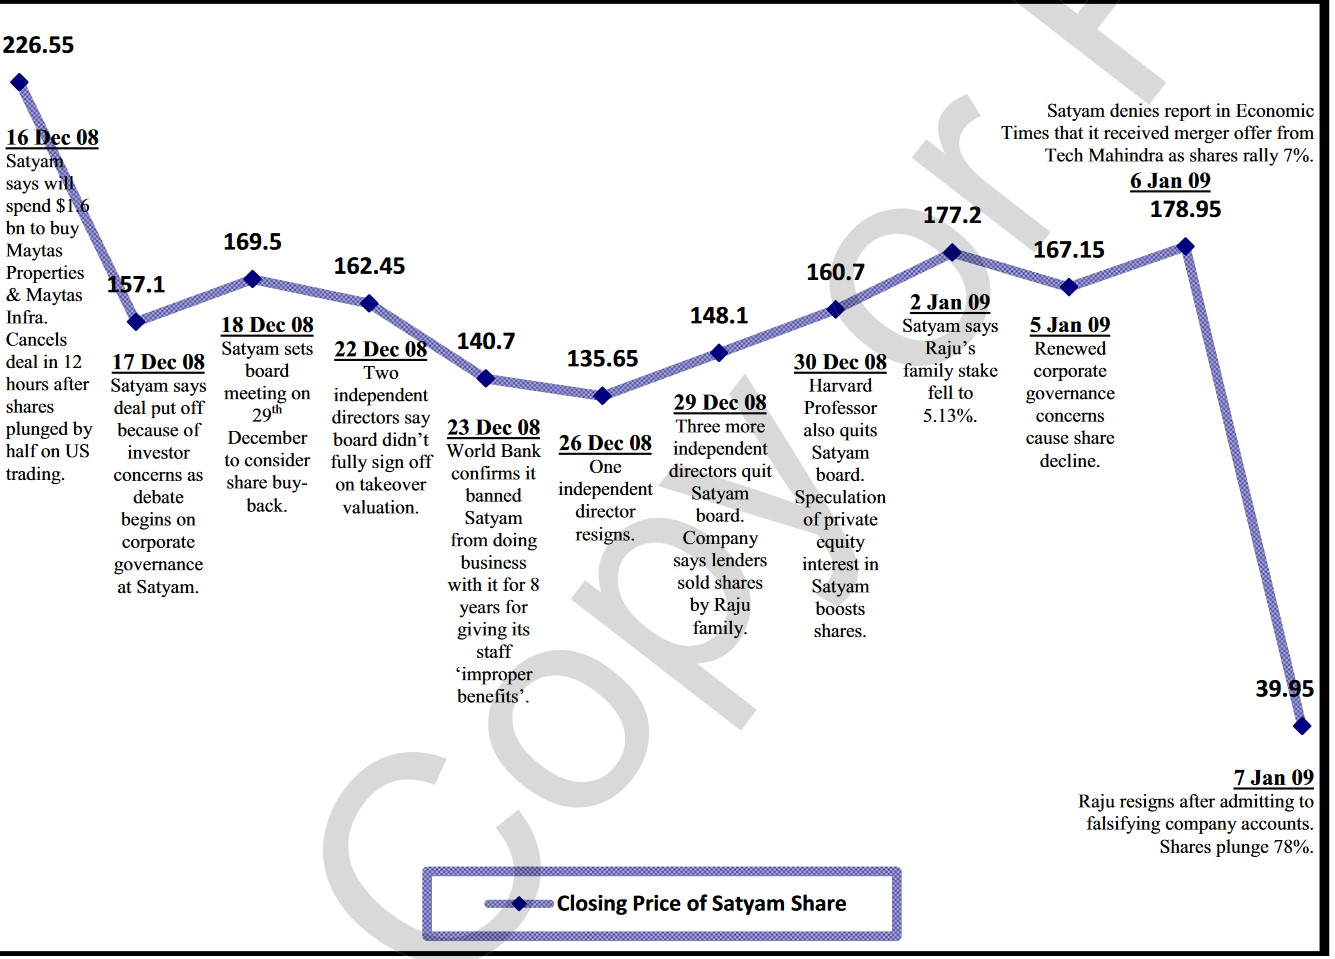 226.55
16 Dec 08
Satyam
says will
spend $1.6
bn to buy
Maytas
Properties
& Maytas
Infra.
Cancels
deal in 12
hours after
shares
plunged by
half on US
trading.
157.1
17 Dec 08
Satyam says
deal put off
because of
investor
concerns as
debate
begins on
corporate
governance
at Satyam.
169.5
18 Dec 08
Satyam sets
board
meeting on
29th
December
to consider
share buy-
back.
162.45
22 Dec 08
Two
independent
directors say
board didn’t
fully sign off
on takeover
valuation.
140.7
23 Dec 08
World Bank
confirms it
banned
Satyam
from doing
business
with it for 8
years for
giving its
staff
‘improper
benefits’.
135.65
26 Dec 08
One
independent
director
resigns.
148.1
29 Dec 08
Three more
independent
directors quit
Satyam
board.
Company
says lenders
sold shares
by Raju
family.
160.7
30 Dec 08
Harvard
Professor
also quits
Satyam
board.
Speculation
of private
equity
interest in
Satyam
boosts
shares.
177.2
2 Jan 09
Satyam says
Raju’s
family stake
fell to
5.13%.
167.15
5 Jan 09
Renewed
corporate
governance
concerns
cause share
decline.
Satyam denies report in Economic
Times that it received merger offer from
Tech Mahindra as shares rally 7%.
6 Jan 09
178.95
39.95
7 Jan 09
Raju resigns after admitting to
falsifying company accounts.
Shares plunge 78%.
Closing Price of Satyam Share
Copy or